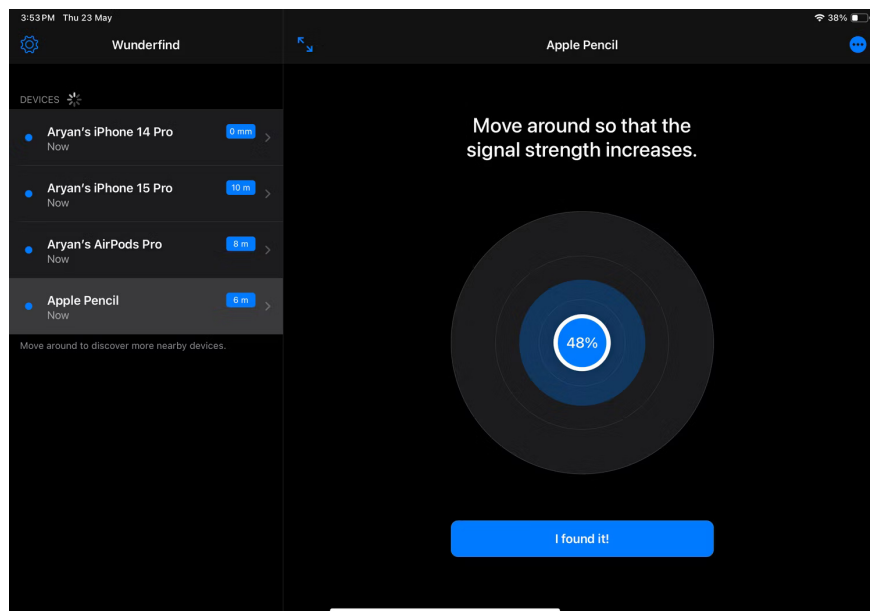 3:53 PM Thu 23 May
38%
Wunderfind
Apple Pencil
DEVICES
Aryan's iPhone 14 Pro
0 mm
Now
Aryan's iPhone 15 Pro
10 m
Now
Aryan's AirPods Pro
8 m
Now
Apple Pencil
6 m
Now
Move around to discover more nearby devices.
Move around so that the
signal strength increases.
48%
I found it!